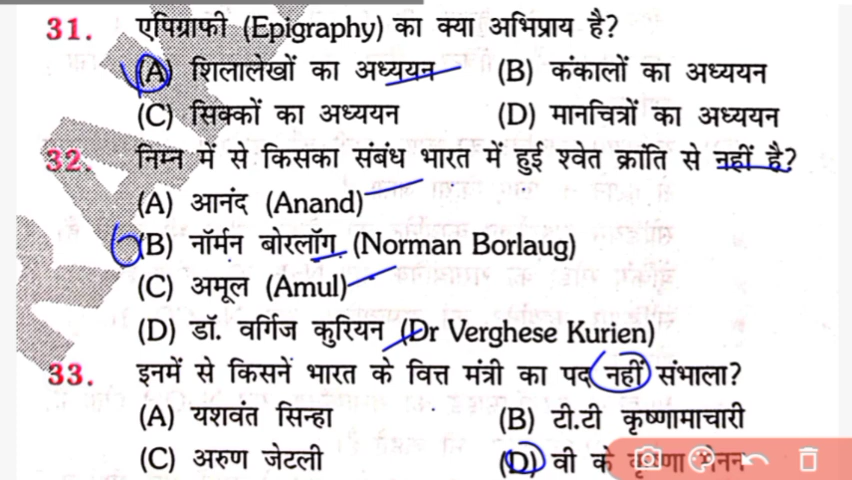 31. एपिग्राफी (Epigraphy) का क्या अभिप्राय है?
(A) शिलालेखों का अध्ययन (B) कंकालों का अध्ययन
(C) सिक्कों का अध्ययन (D) मानचित्रों का अध्ययन
32. निम्न में से किसका संबंध भारत में हुई श्वेत क्रांति से नहीं है?
(A) आनंद (Anand)
(B) नॉर्मन बोरलॉग (Norman Borlaug)
(C) अमूल (Amul)
(D) डॉ. वर्गिज कुरियन (Dr Verghese Kurien)
33. इनमें से किसने भारत के वित्त मंत्री का पद नहीं संभाला?
(A) यशवंत सिन्हा (B) टी.टी कृष्णामाचारी
(C) अरुण जेटली (D) वी के कृष्णा मेनन